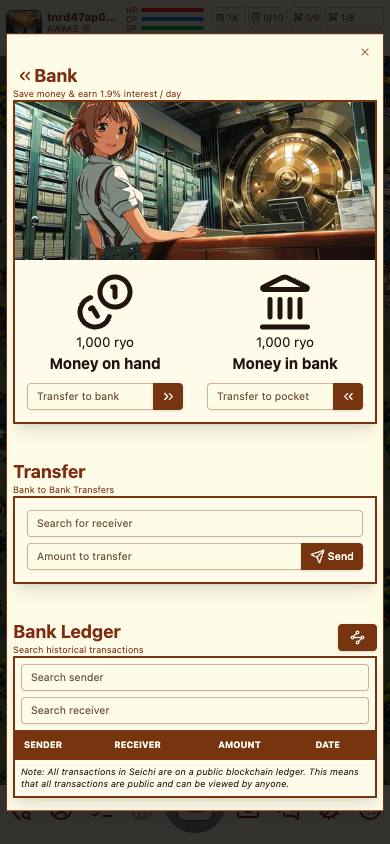 tnrd47ap0...
AWAKE
HP
CP
SP
1K
0/10
0/9
1/8
Bank
Save money & earn 1.9% interest / day
1,000 ryo
Money on hand
Transfer to bank
1,000 ryo
Money in bank
Transfer to pocket
Transfer
Bank to Bank Transfers
Search for receiver
Amount to transfer
Send
Bank Ledger
Search historical transactions
Search sender
Search receiver
SENDER RECEIVER AMOUNT DATE
Note: All transactions in Seichi are on a public blockchain ledger. This means
that all transactions are public and can be viewed by anyone.